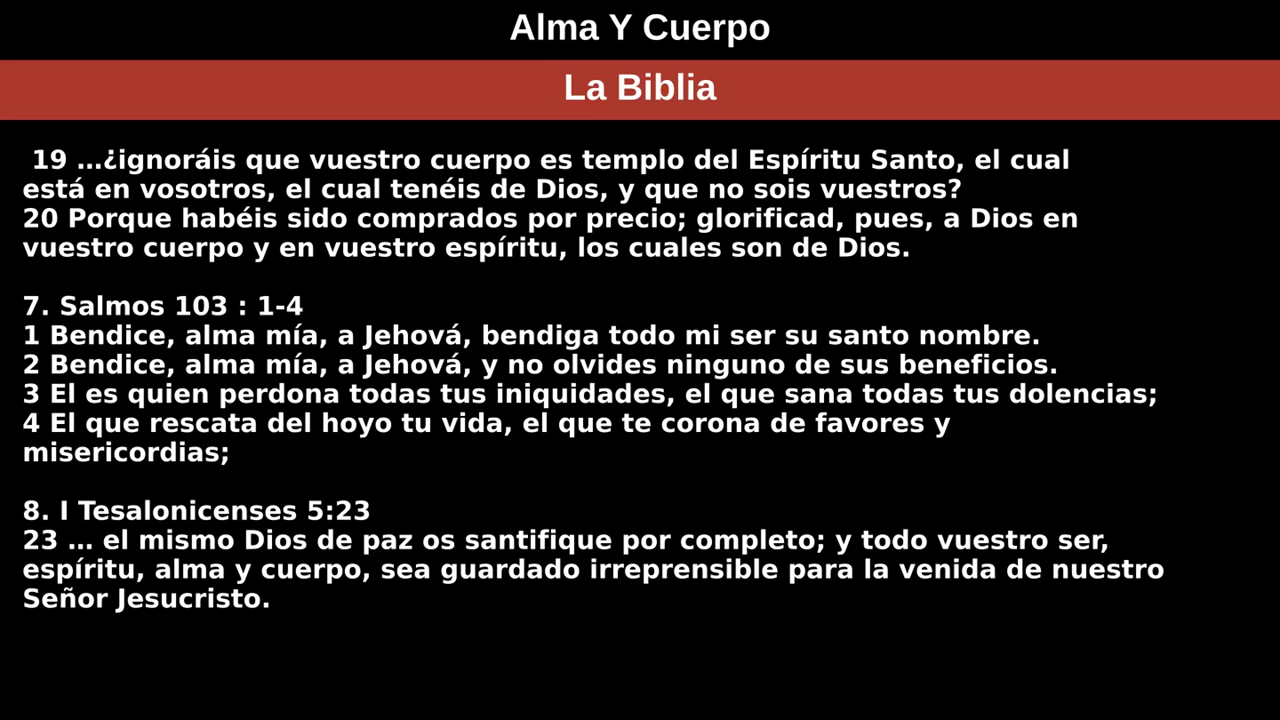 Alma Y Cuerpo
La Biblia
19 …¿ignoráis que vuestro cuerpo es templo del Espíritu Santo, el cual
está en vosotros, el cual tenéis de Dios, y que no sois vuestros?
20 Porque habéis sido comprados por precio; glorificad, pues, a Dios en
vuestro cuerpo y en vuestro espíritu, los cuales son de Dios.
7. Salmos 103 : 1-4
1 Bendice, alma mía, a Jehová, bendiga todo mi ser su santo nombre.
2 Bendice, alma mía, a Jehová, y no olvides ninguno de sus beneficios.
3 El es quien perdona todas tus iniquidades, el que sana todas tus dolencias;
4 El que rescata del hoyo tu vida, el que te corona de favores y
misericordias;
8. I Tesalonicenses 5:23
23 … el mismo Dios de paz os santifique por completo; y todo vuestro ser,
espíritu, alma y cuerpo, sea guardado irreprensible para la venida de nuestro
Señor Jesucristo.